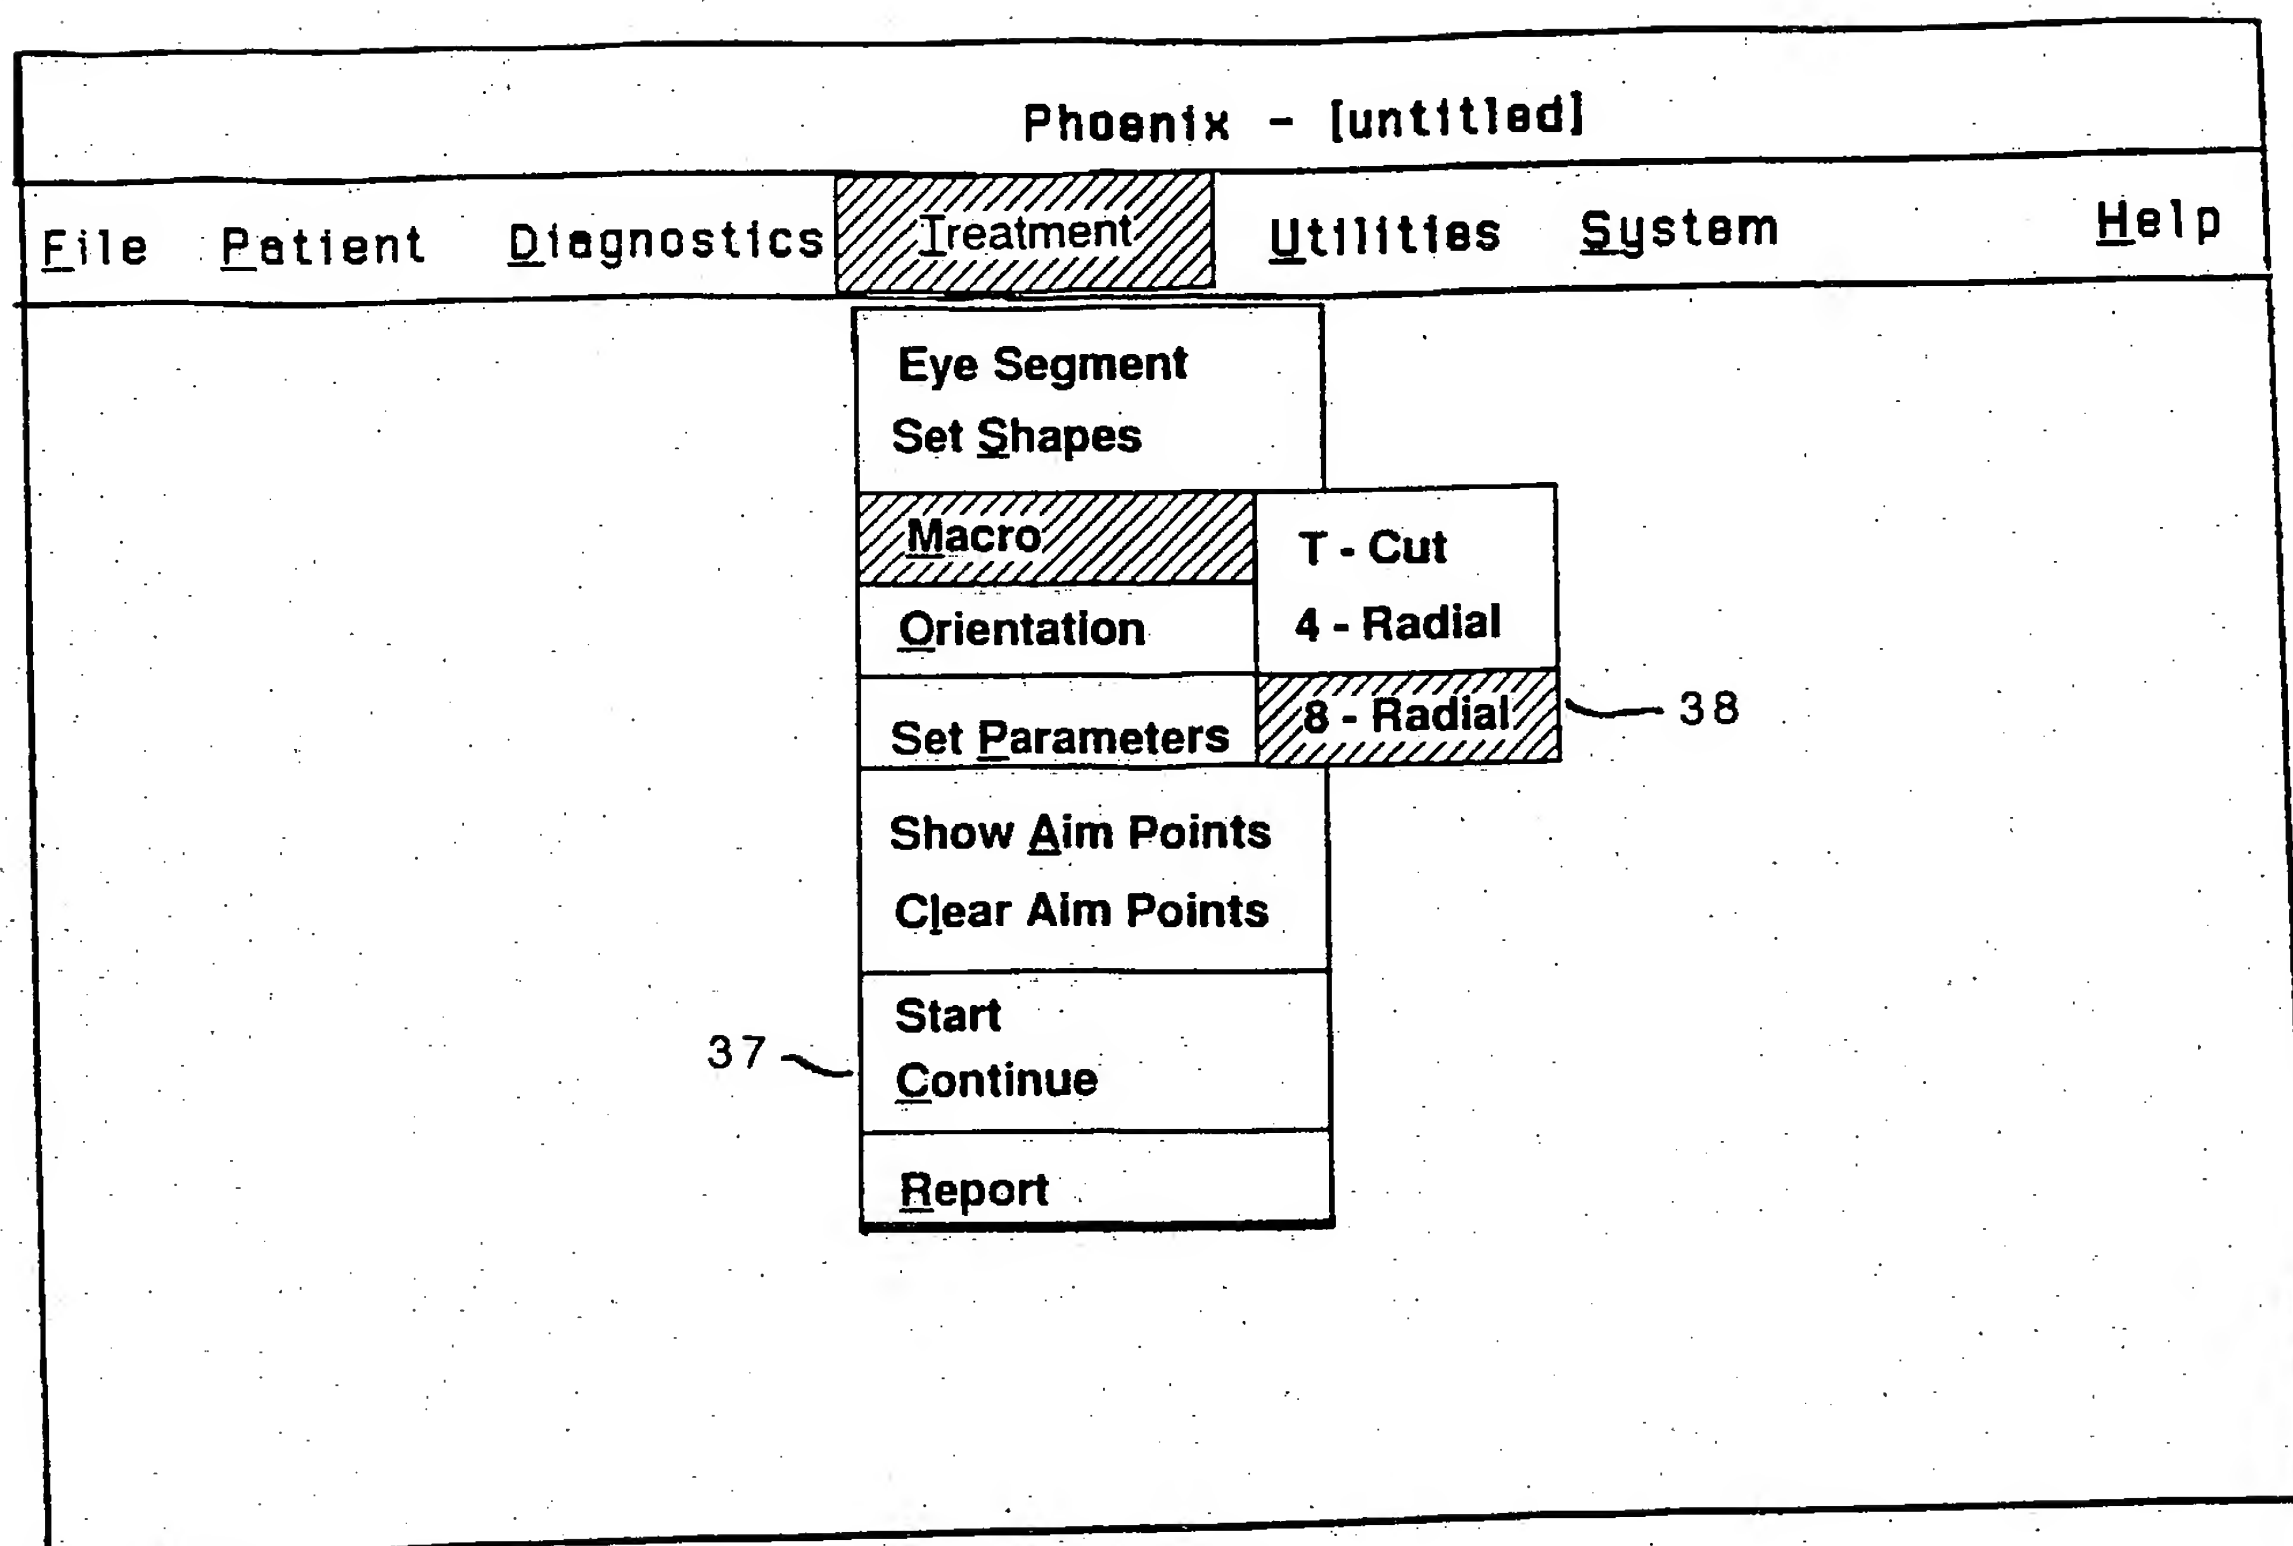 Phoenix - [untitled]
File Patient Diagnostics Treatment Utilities System Help
Eye Segment
Set Shapes
Macro
T - Cut
Orientation
4 - Radial
Set Parameters
8 - Radial
38
Show Aim Points
Clear Aim Points
Start
37
Continue
Report